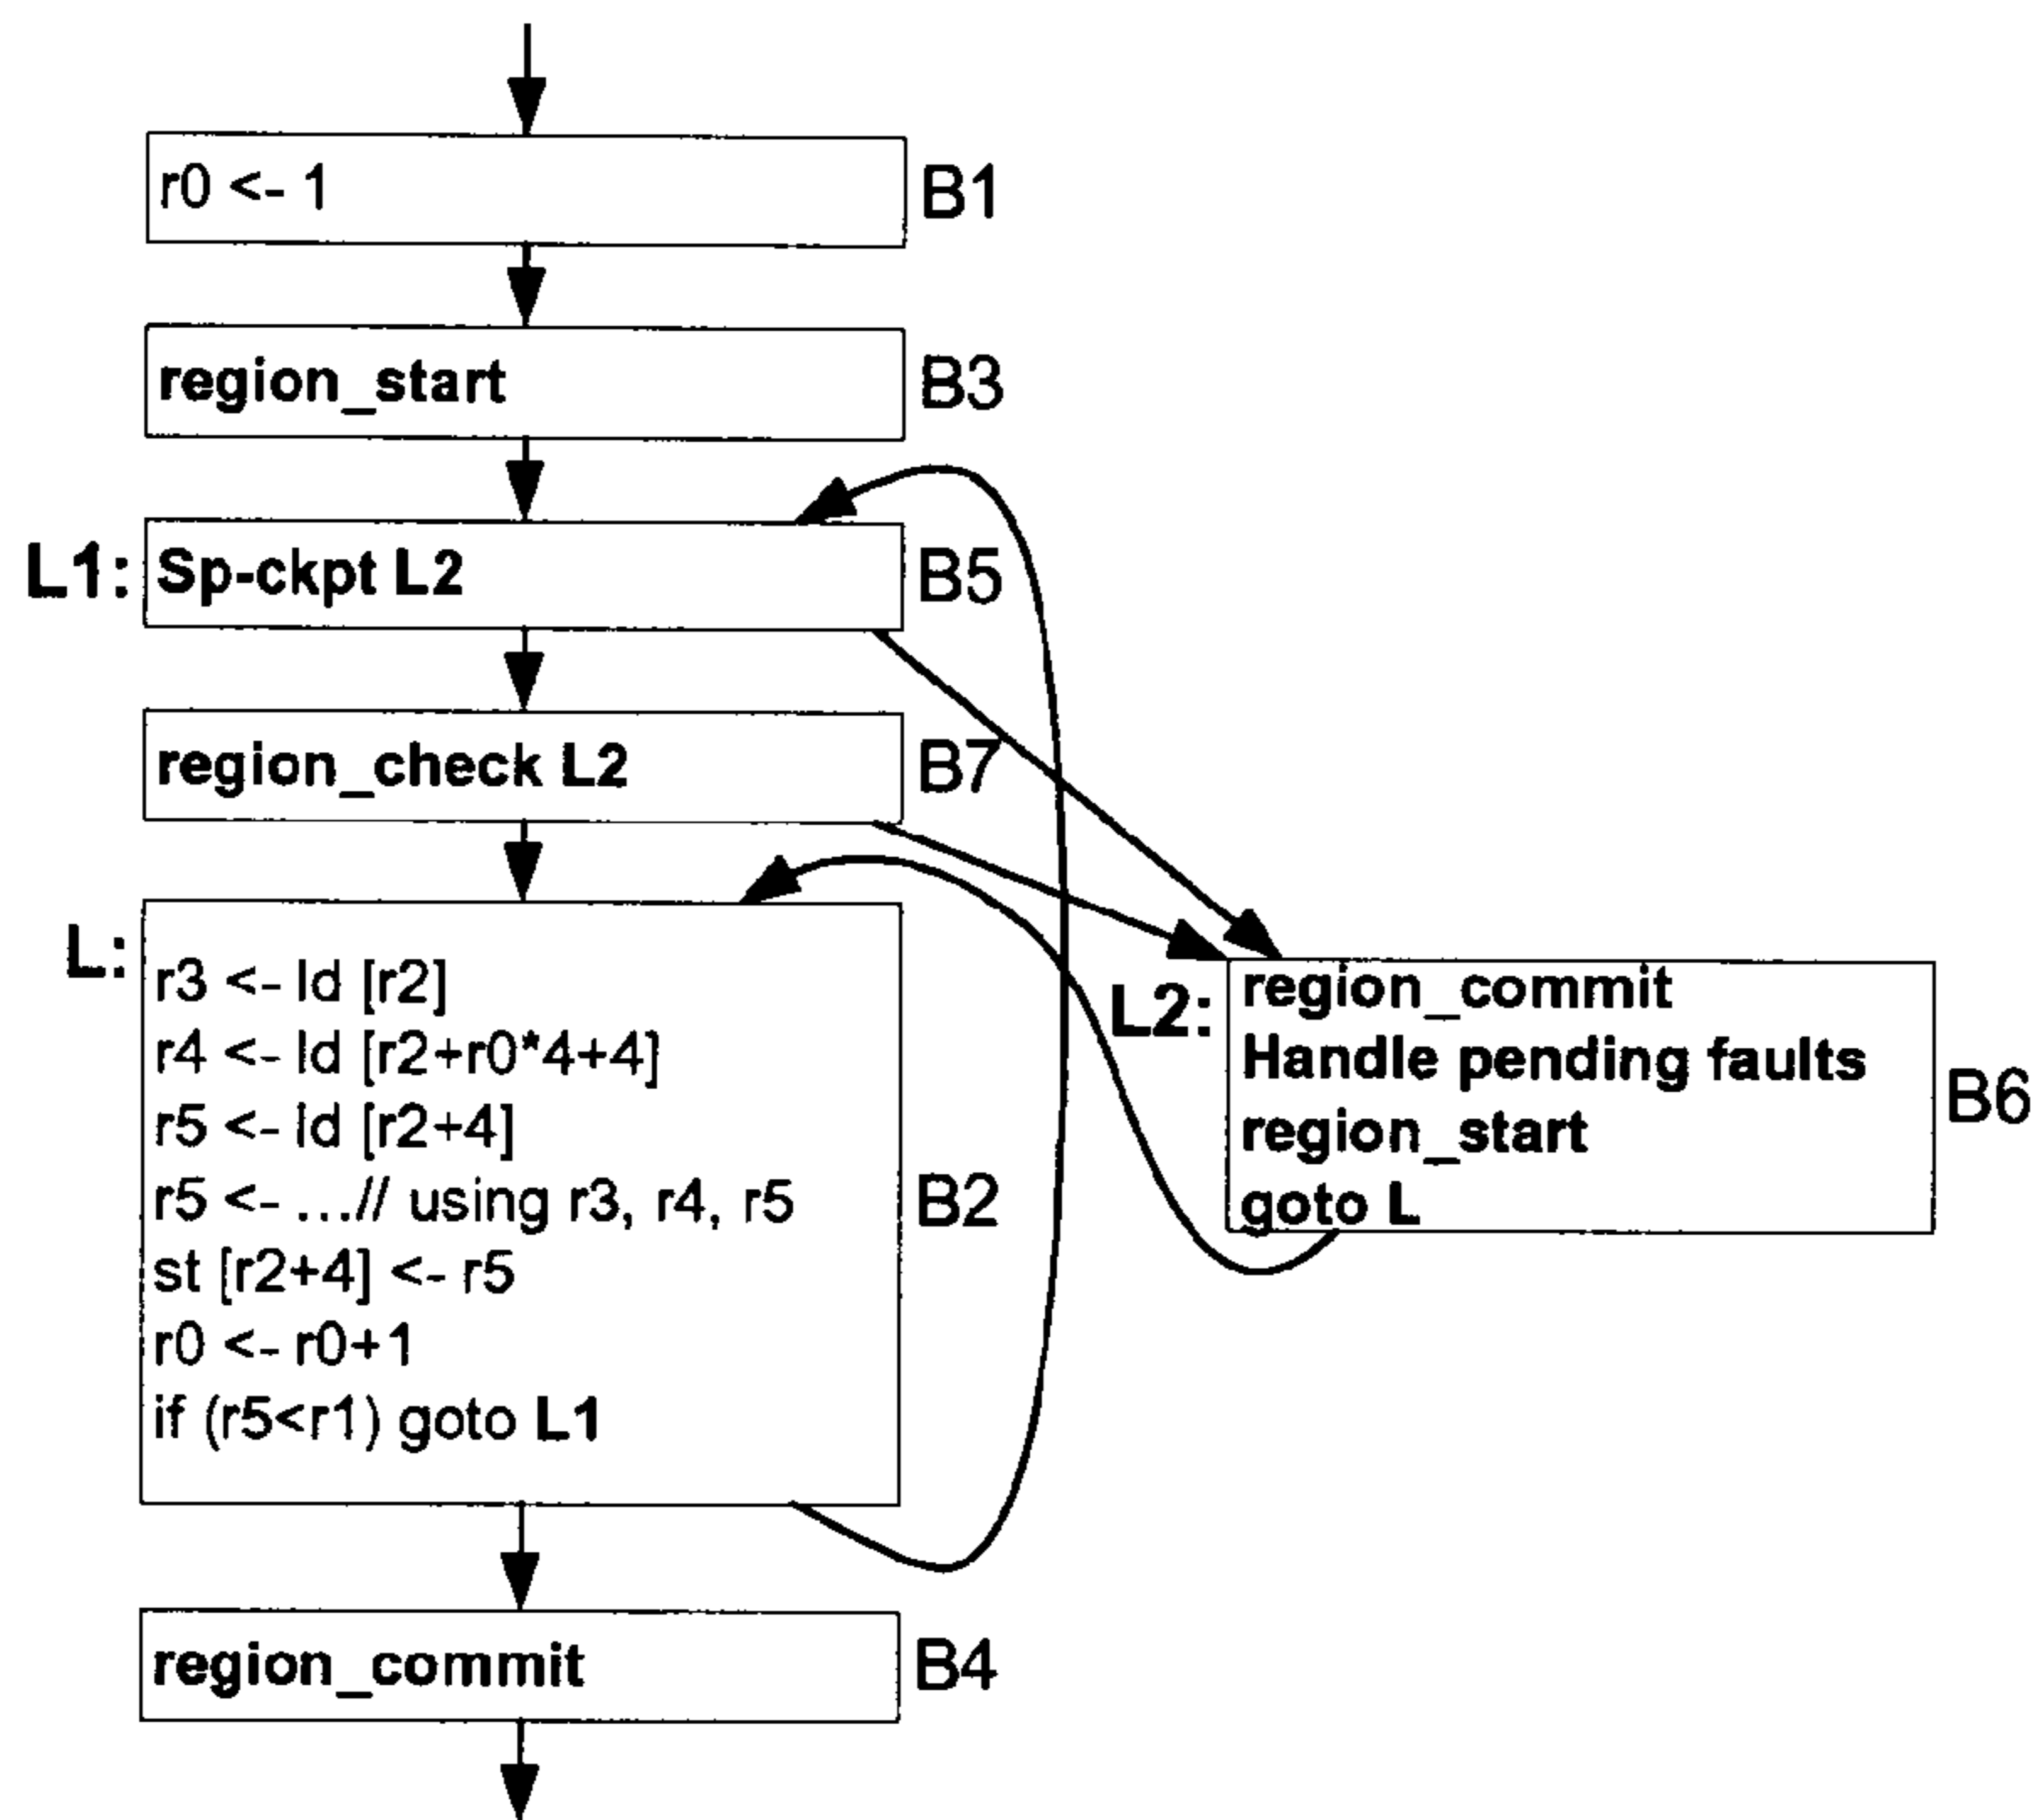 r0 <- 1
B1
region_start
B3
L1:
Sp-ckpt L2
B5
region_check L2
B7
L:
r3 <- ld [r2]
r4 <- ld [r2+r0*4+4]
r5 <- ld [r2+4]
r5 <- ...// using r3, r4, r5
st [r2+4] <- r5
r0 <- r0+1
if (r5<r1) goto L1
B2
L2:
region_commit
Handle pending faults
region_start
goto L
B6
region_commit
B4